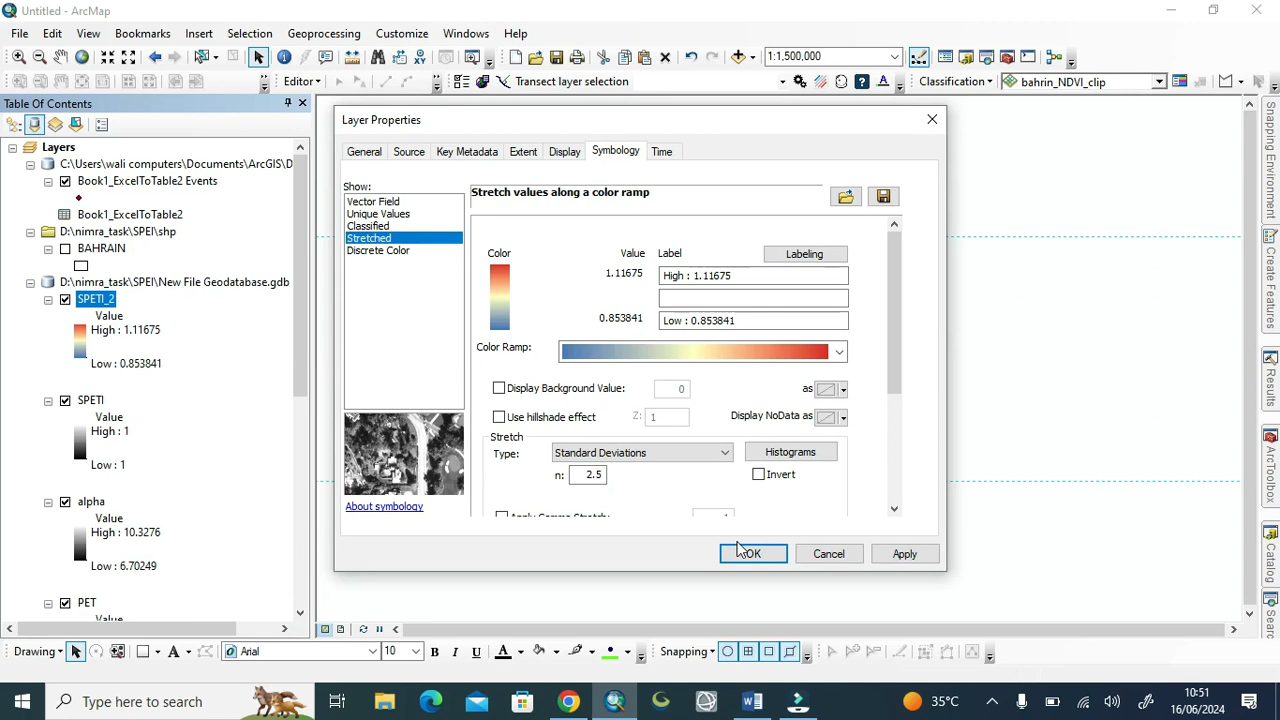 Untitled - ArcMap
File Edit View Bookmarks Insert Selection Geoprocessing Customize Windows Help
1:1,500,000
Editor Transect layer selection Classification bahrin_NDVI_clip
Table Of Contents
Layers
C:\Users\wali computers\Documents\ArcGIS\D
Book1_ExcelToTable2 Events
Book1_ExcelToTable2
D:\nimra_task\SPEI\shp
BAHRAIN
D:\nimra_task\SPEI\New File Geodatabase.gdb
SPETI_2
Value
High : 1.11675
Low : 0.853841
SPETI
Value
High : 1
Low : 1
alpha
Value
High : 10.3276
Low : 6.70249
PET
Layer Properties
General Source Key Metadata Extent Display Symbology Time
Show:
Vector Field
Unique Values
Classified
Stretched
Discrete Color
About symbology
Stretch values along a color ramp
Color Value Label Labeling
1.11675 High : 1.11675
0.853841 Low : 0.853841
Color Ramp:
Display Background Value: 0 as
Use hillshade effect Z: 1 Display NoData as
Stretch
Type: Standard Deviations Histograms
n: 2.5 Invert
OK Cancel Apply
Snapping Environment
Create Features
Results
ArcToolbox
Catalog
Drawing Arial 10 B I U A Snapping
Type here to search 35°C 10:51
16/06/2024